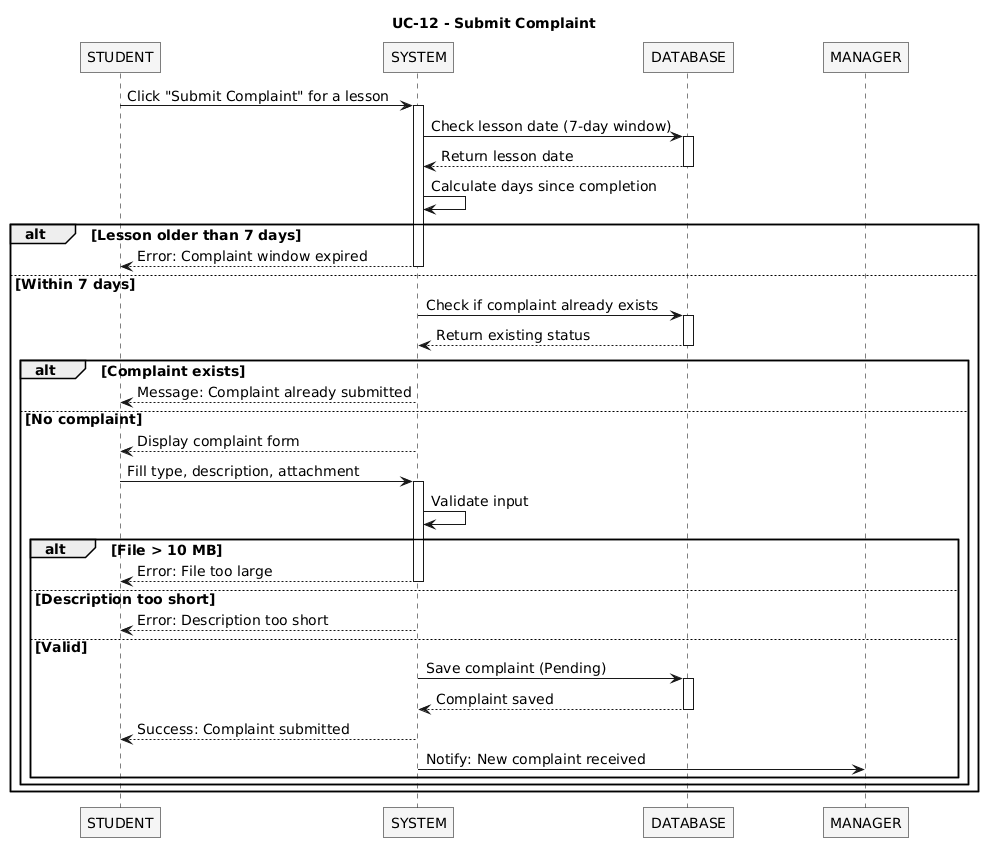 UC-12 - Submit Complaint
STUDENT
SYSTEM
DATABASE
MANAGER
Click "Submit Complaint" for a lesson
Check lesson date (7-day window)
Return lesson date
Calculate days since completion
alt
[Lesson older than 7 days]
Error: Complaint window expired
[Within 7 days]
Check if complaint already exists
Return existing status
alt
[Complaint exists]
Message: Complaint already submitted
[No complaint]
Display complaint form
Fill type, description, attachment
Validate input
alt
[File > 10 MB]
Error: File too large
[Description too short]
Error: Description too short
[Valid]
Save complaint (Pending)
Complaint saved
Success: Complaint submitted
Notify: New complaint received
STUDENT
SYSTEM
DATABASE
MANAGER